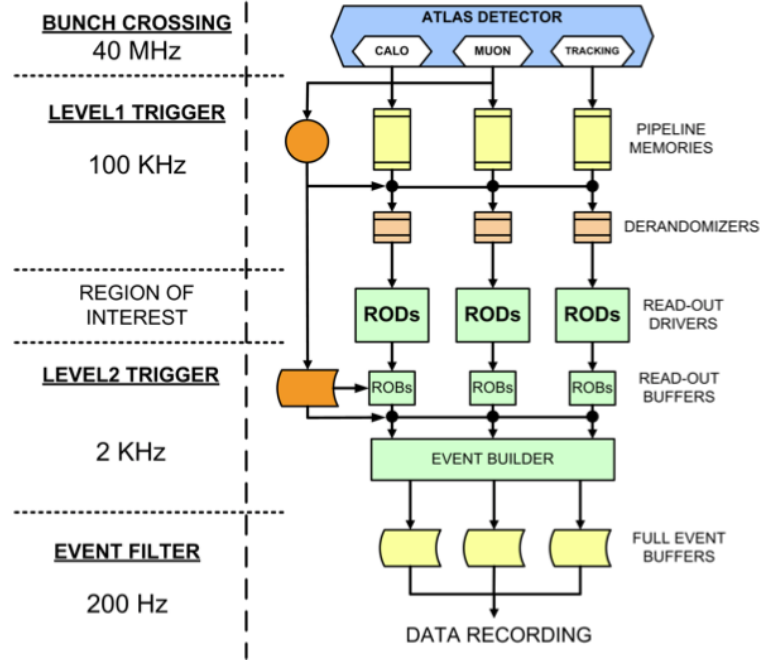 BUNCH CROSSING
40 MHz
ATLAS DETECTOR
CALO
MUON
TRACKING
LEVEL1 TRIGGER
100 KHz
PIPELINE
MEMORIES
DERANDOMIZERS
REGION OF
INTEREST
RODs
RODs
RODs
READ-OUT
DRIVERS
LEVEL2 TRIGGER
2 KHz
ROBs
ROBs
ROBs
READ-OUT
BUFFERS
EVENT BUILDER
EVENT FILTER
200 Hz
FULL EVENT
BUFFERS
DATA RECORDING